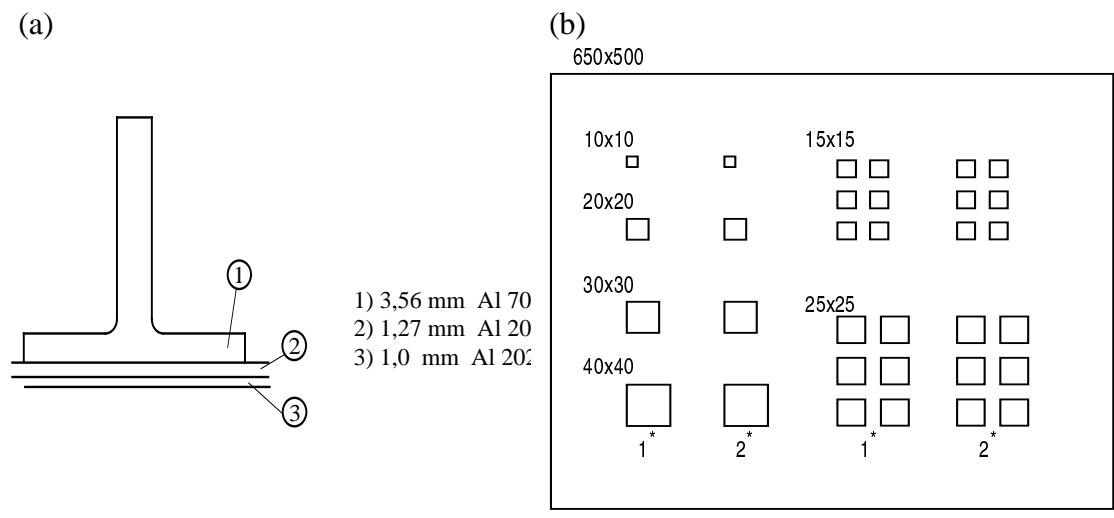 (a)
(b)
650x500
10x10
15x15
20x20
30x30
25x25
40x40
1
2
3
1) 3,56 mm Al 70
2) 1,27 mm Al 20
3) 1,0 mm Al 202
1*
2*
1*
2*